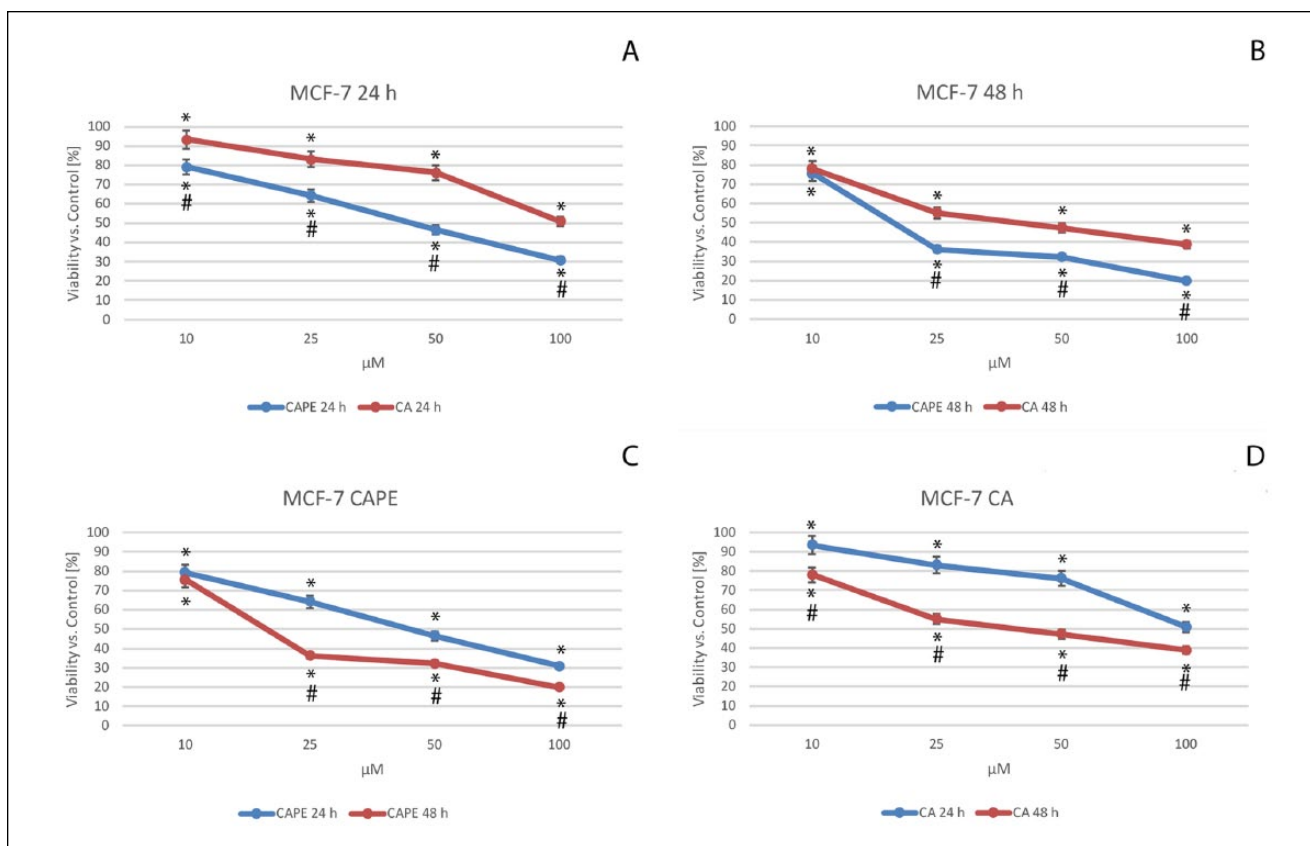 A
MCF-7 24 h
Viability vs. Control [%]
100
90
80
70
60
50
40
30
20
10
0
* * * *
* * * *
# # # #
10 25 50 100
µM
CAPE 24 h CA 24 h
B
MCF-7 48 h
Viability vs. Control [%]
100
90
80
70
60
50
40
30
20
10
0
* * * *
* * * *
# # #
10 25 50 100
µM
CAPE 48 h CA 48 h
C
MCF-7 CAPE
Viability vs. Control [%]
100
90
80
70
60
50
40
30
20
10
0
* * * *
* * * *
# # #
10 25 50 100
µM
CAPE 24 h CAPE 48 h
D
MCF-7 CA
Viability vs. Control [%]
100
90
80
70
60
50
40
30
20
10
0
* * * *
* * * *
# # # #
10 25 50 100
µM
CA 24 h CA 48 h